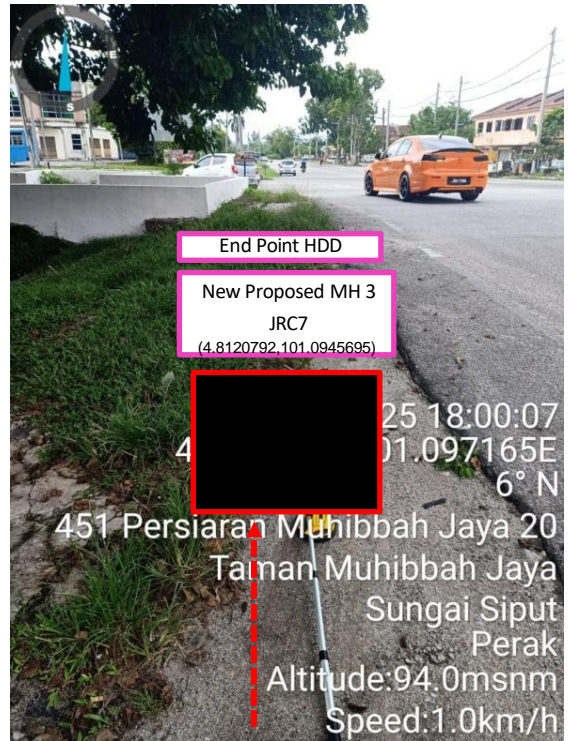 N
End Point HDD
New Proposed MH 3
JRC7
(4.8120792,101.0945695)
25 18:00:07
4 01.097165E
6° N
451 Persiaran Muhibbah Jaya 20
Taman Muhibbah Jaya
Sungai Siput
Perak
Altitude:94.0msnm
Speed:1.0km/h